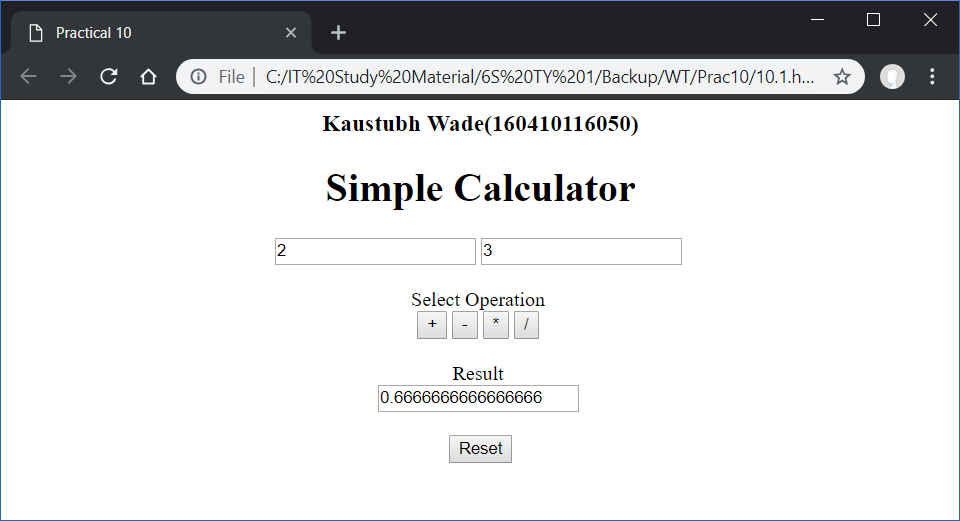 Practical 10
File | C:/IT%20Study%20Material/6S%20TY%201/Backup/WT/Prac10/10.1.h...
Kaustubh Wade(160410116050)
Simple Calculator
2 3
Select Operation
+ - * /
Result
0.6666666666666666
Reset